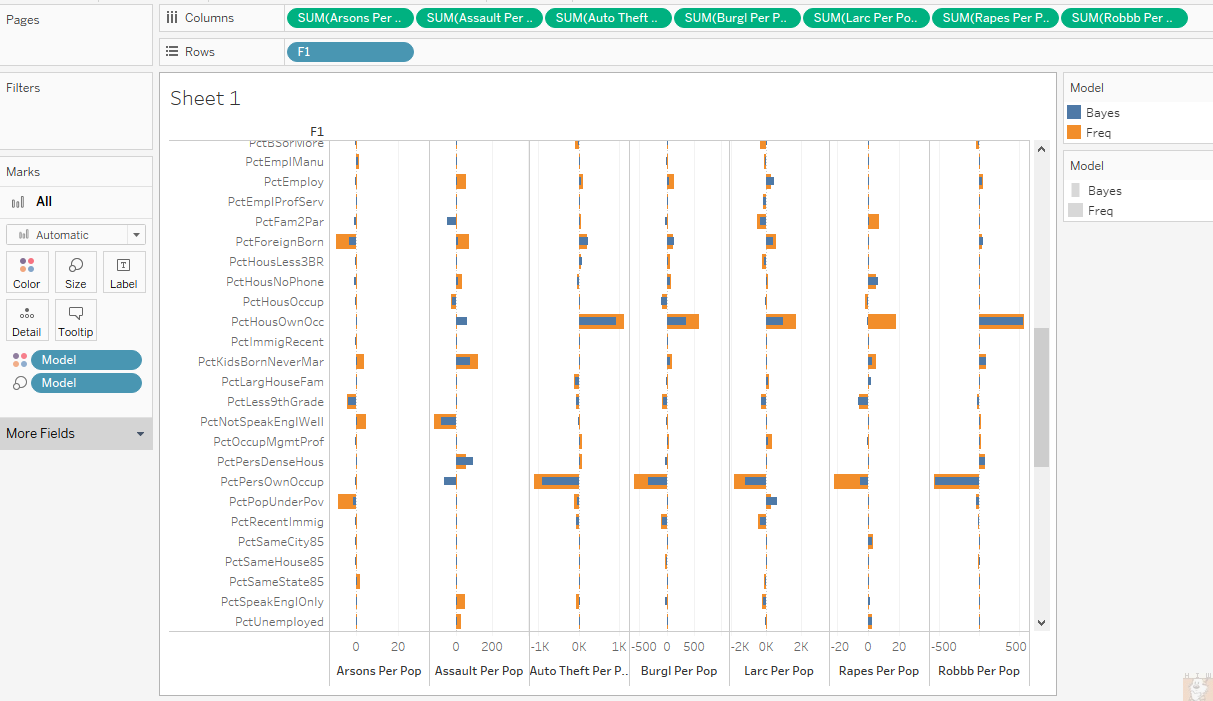 Pages
Columns
SUM(Arsons Per ..
SUM(Assault Per ..
SUM(Auto Theft ..
SUM(Burgl Per P..
SUM(Larc Per Po..
SUM(Rapes Per P..
SUM(Robbb Per ..
Rows
F1
Filters
Marks
All
Automatic
Color
Size
Label
Detail
Tooltip
Model
Model
More Fields
Sheet 1
F1
PctBSorMore
PctEmplManu
PctEmploy
PctEmplProfServ
PctFam2Par
PctForeignBorn
PctHousLess3BR
PctHousNoPhone
PctHousOccup
PctHousOwnOcc
PctImmigRecent
PctKidsBornNeverMar
PctLargHouseFam
PctLess9thGrade
PctNotSpeakEnglWell
PctOccupMgmtProf
PctPersDenseHous
PctPersOwnOccup
PctPopUnderPov
PctRecentImmig
PctSameCity85
PctSameHouse85
PctSameState85
PctSpeakEnglOnly
PctUnemployed
0 20
0 200
-1K 0K 1K
-500 0 500
-2K 0K 2K
-20 0 20
-500 0 500
Arsons Per Pop
Assault Per Pop
Auto Theft Per P..
Burgl Per Pop
Larc Per Pop
Rapes Per Pop
Robbb Per Pop
Model
Bayes
Freq
Model
Bayes
Freq